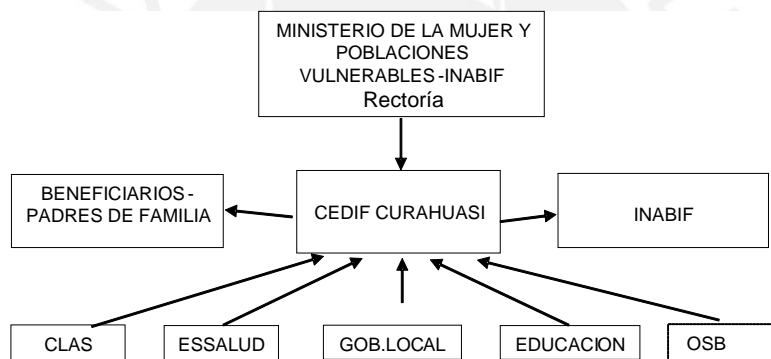 MINISTERIO DE LA MUJER Y
POBLACIONES
VULNERABLES -INABIF
Rectoría
BENEFICIARIOS -
PADRES DE FAMILIA
CEDIF CURAHUASI
INABIF
CLAS
ESSALUD
GOB.LOCAL
EDUCACION
OSB